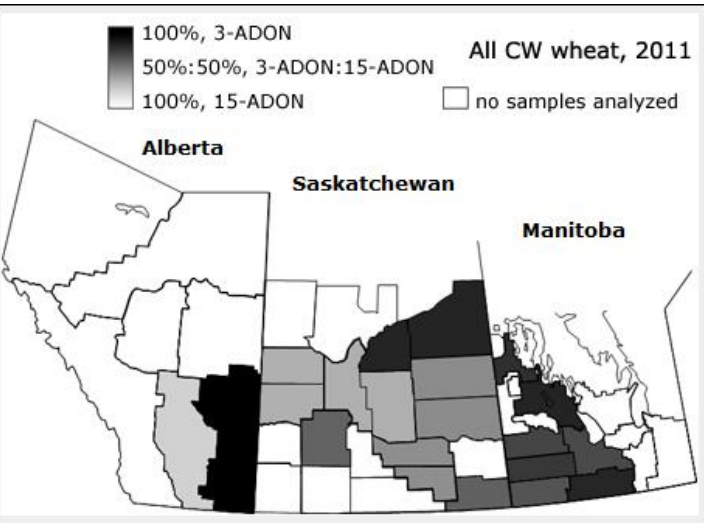 100%, 3-ADON
50%:50%, 3-ADON:15-ADON
100%, 15-ADON
All CW wheat, 2011
no samples analyzed
Alberta
Saskatchewan
Manitoba